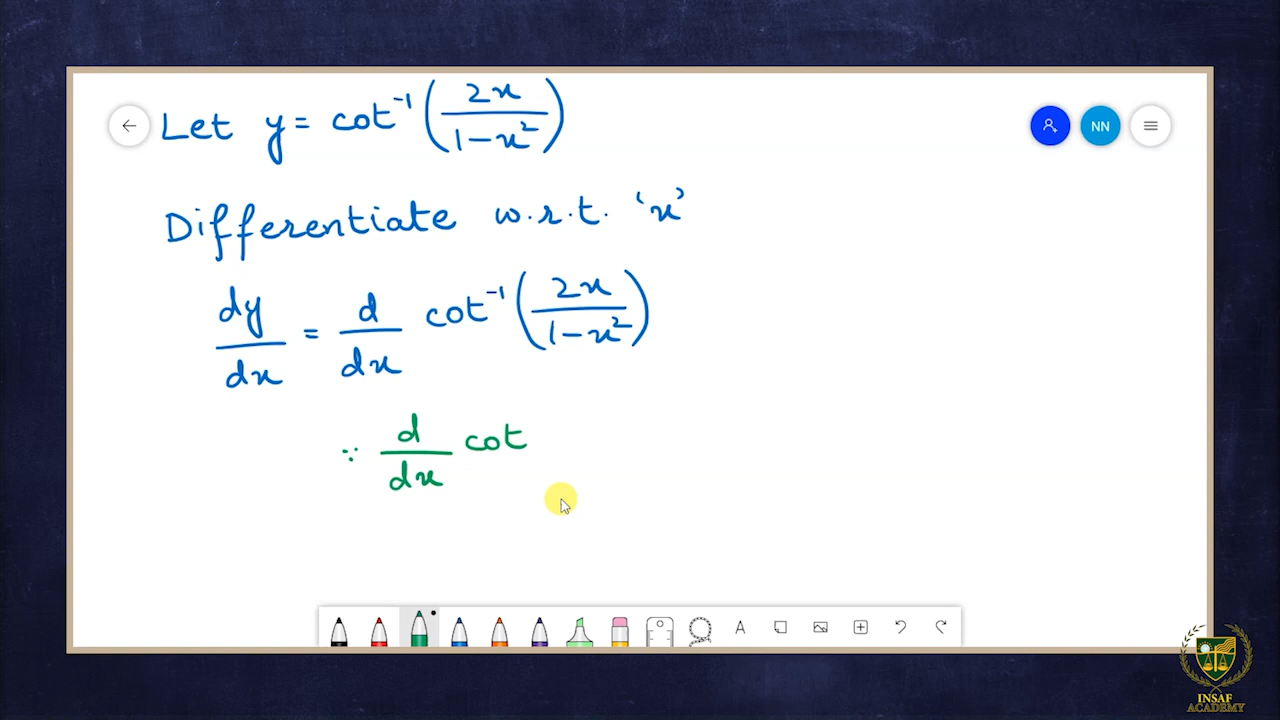 Let y = cot⁻¹(2x/(1−x²))
Differentiate w.r.t. 'x'
dy/dx = d/dx cot⁻¹(2x/(1−x²))
∵ d/dx cot
NN
A
INSAF
ACADEMY